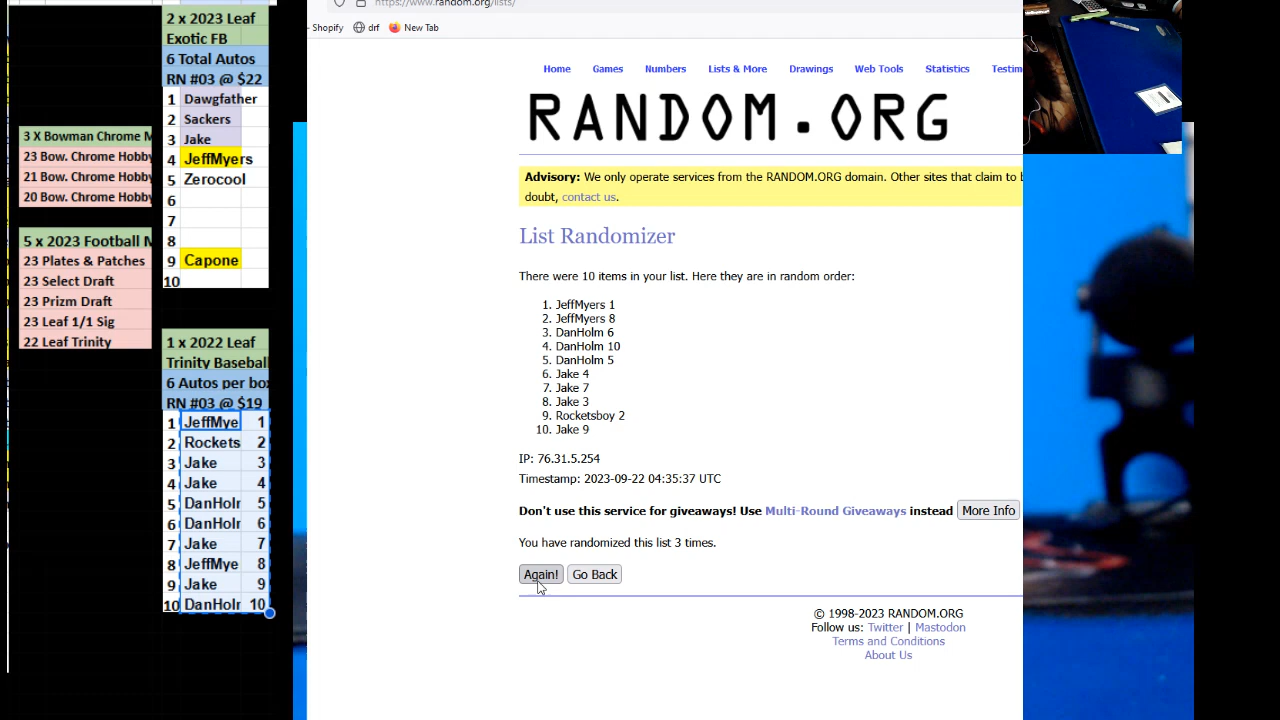 3 X Bowman Chrome M
23 Bow. Chrome Hobby
21 Bow. Chrome Hobby
20 Bow. Chrome Hobby
5 x 2023 Football M
23 Plates & Patches
23 Select Draft
23 Prizm Draft
23 Leaf 1/1 Sig
22 Leaf Trinity
2 x 2023 Leaf
Exotic FB
6 Total Autos
RN #03 @ $22
1 Dawgfather
2 Sackers
3 Jake
4 JeffMyers
5 Zerocool
6
7
8
9 Capone
10
1 x 2022 Leaf
Trinity Baseball
6 Autos per box
RN #03 @ $19
1 JeffMye 1
2 Rockets 2
3 Jake 3
4 Jake 4
5 DanHolm 5
6 DanHolm 6
7 Jake 7
8 JeffMye 8
9 Jake 9
10 DanHolm 10
https://www.random.org/lists/
Shopify drf New Tab
Home Games Numbers Lists & More Drawings Web Tools Statistics Testim
RANDOM.ORG
Advisory: We only operate services from the RANDOM.ORG domain. Other sites that claim to b
doubt, contact us.
List Randomizer
There were 10 items in your list. Here they are in random order:
1. JeffMyers 1
2. JeffMyers 8
3. DanHolm 6
4. DanHolm 10
5. DanHolm 5
6. Jake 4
7. Jake 7
8. Jake 3
9. Rocketsboy 2
10. Jake 9
IP: 76.31.5.254
Timestamp: 2023-09-22 04:35:37 UTC
Don't use this service for giveaways! Use Multi-Round Giveaways instead More Info
You have randomized this list 3 times.
Again! Go Back
© 1998-2023 RANDOM.ORG
Follow us: Twitter | Mastodon
Terms and Conditions
About Us